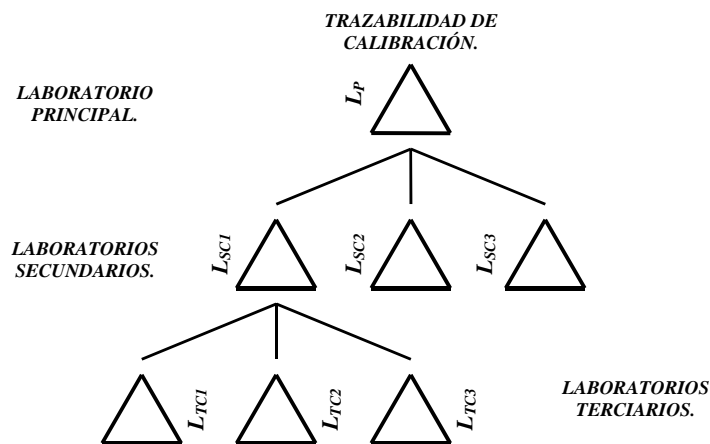 TRAZABILIDAD DE
CALIBRACIÓN.
LABORATORIO
PRINCIPAL.
LP
LABORATORIOS
SECUNDARIOS.
LSC1
LSC2
LSC3
LTC1
LTC2
LTC3
LABORATORIOS
TERCIARIOS.